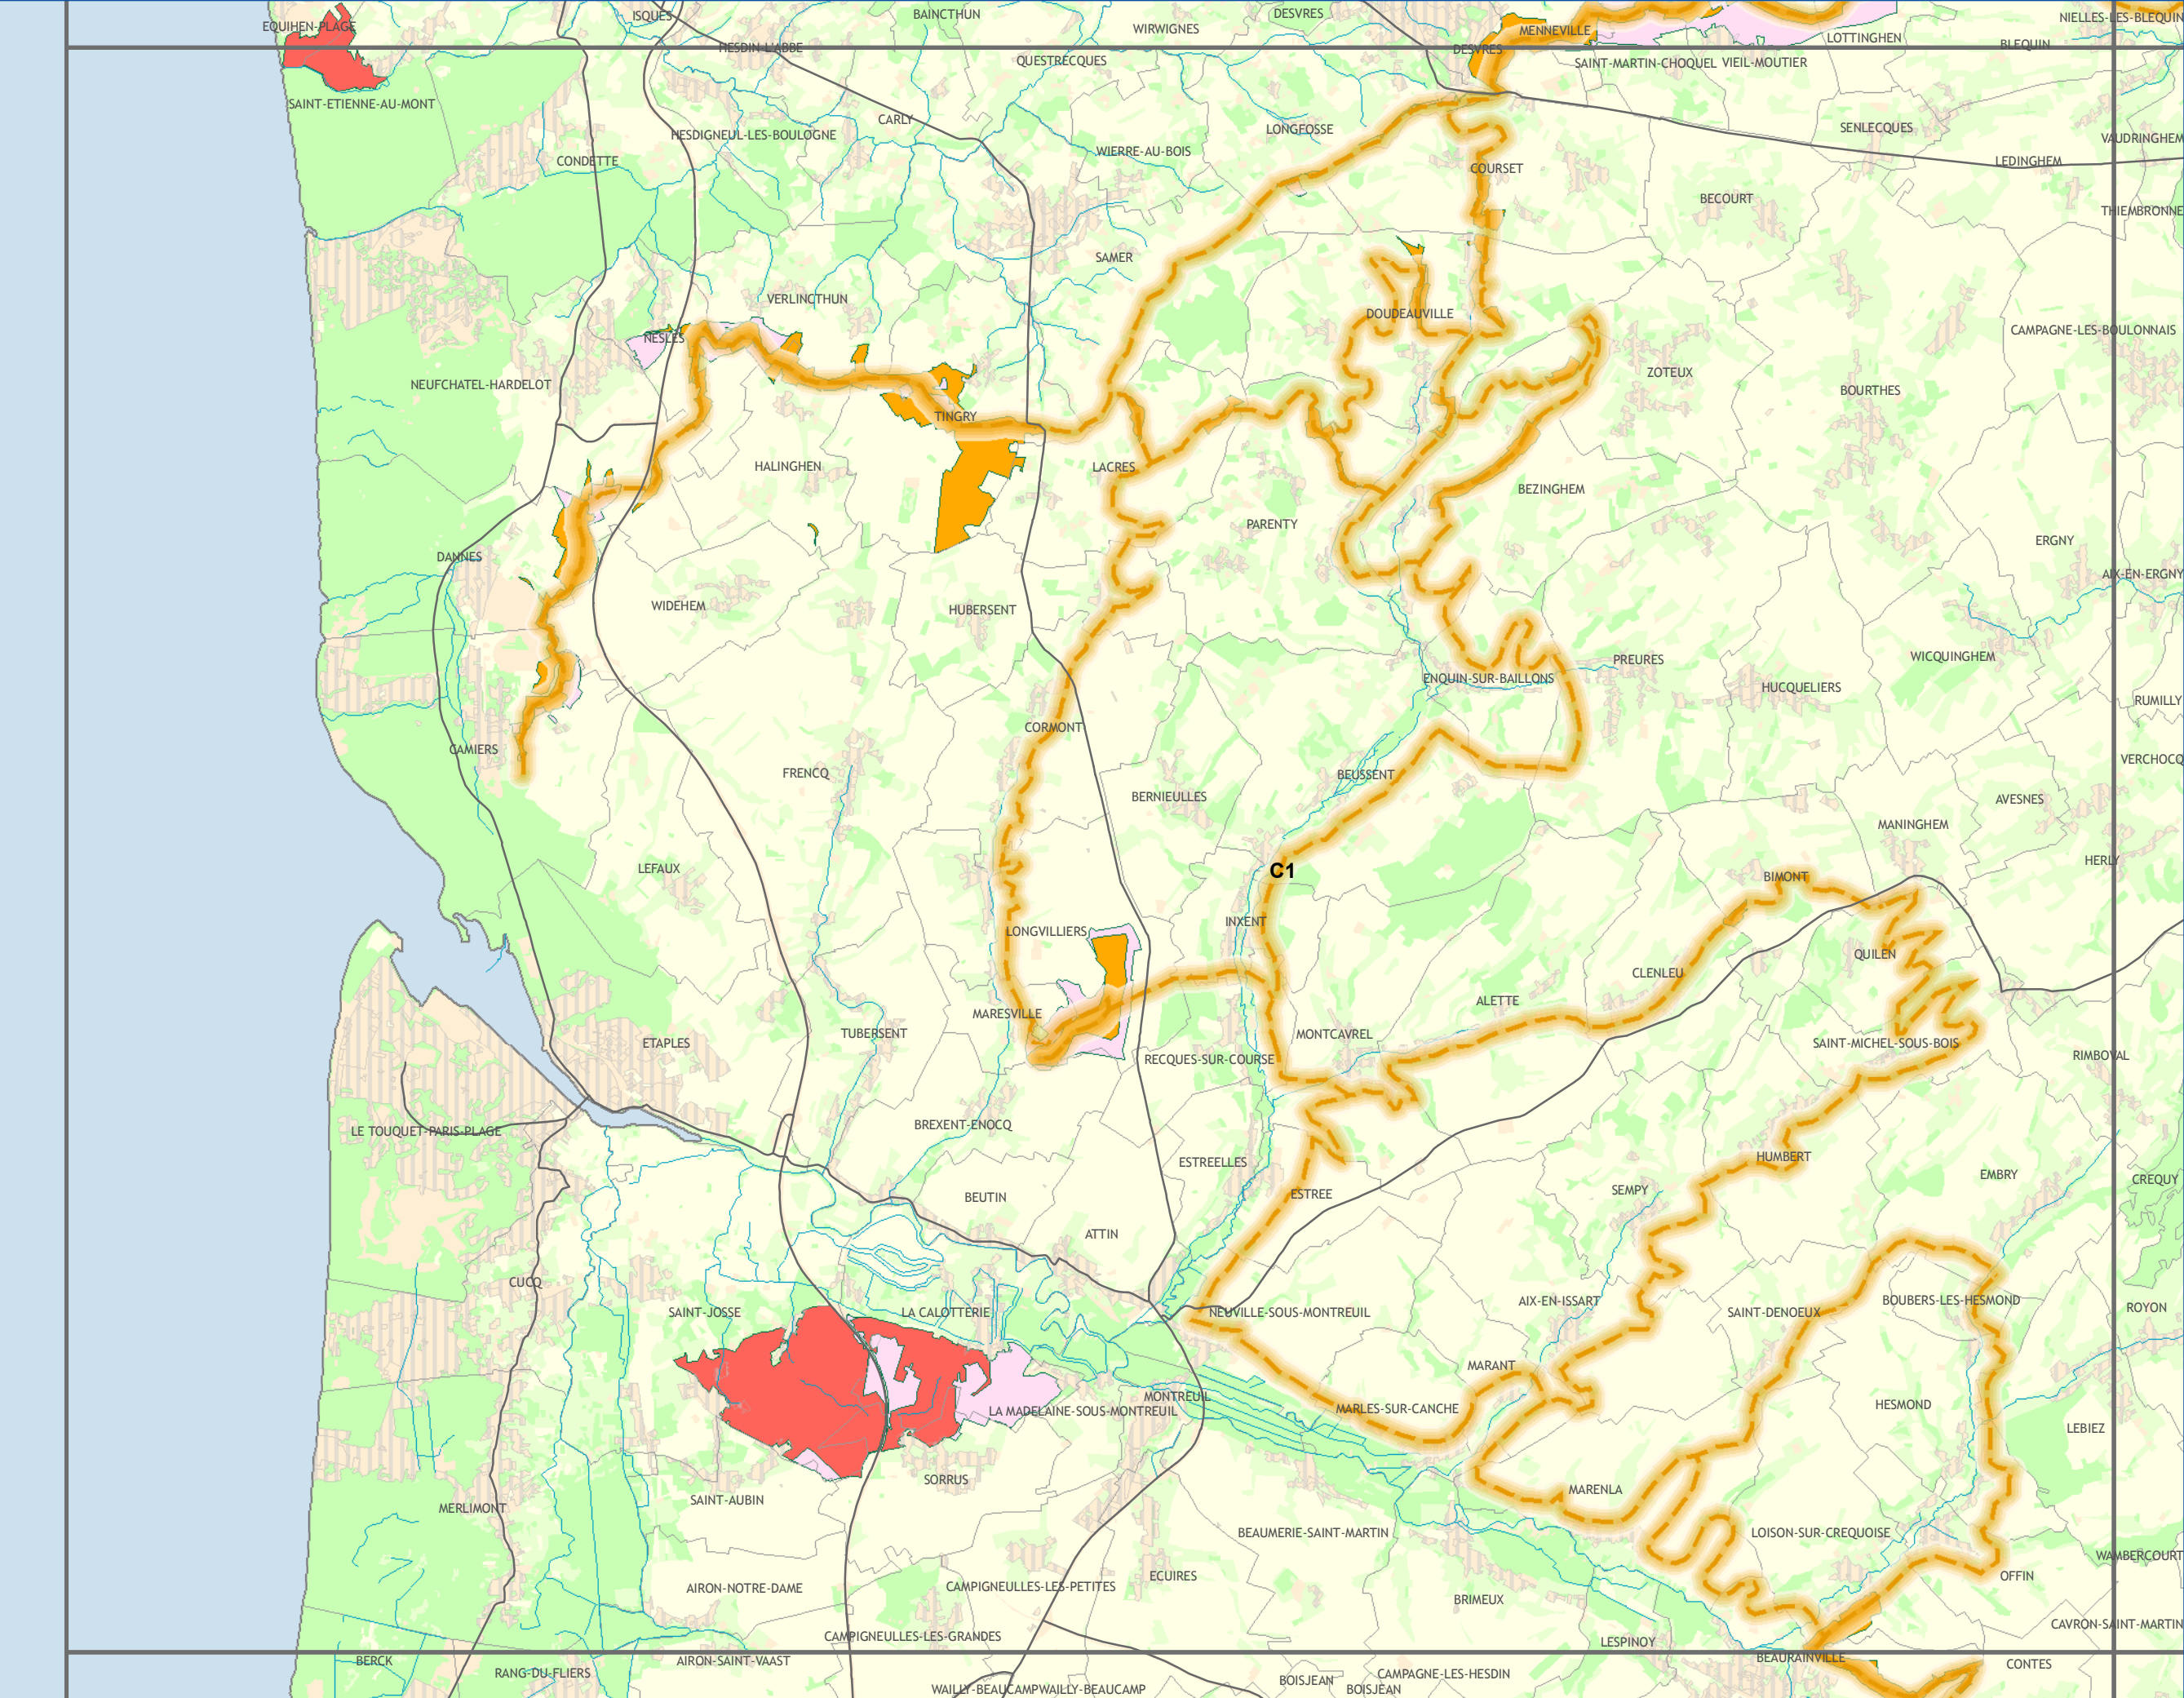 ISQUES
BAINCTHUN
DESVRES
NIELLES-LES-BLEQUIN
EQUIHEN-PLAGE
WIRWIGNES
MENNEVILLE
LOTTINGHEN
BLEQUIN
HESDIN-L'ABBE
DESVRES
QUESTRECQUES
SAINT-MARTIN-CHOQUEL
VIEIL-MOUTIER
SAINT-ETIENNE-AU-MONT
CARLY
HESDIGNEUL-LES-BOULOGNE
LONGFOSSE
SENLECQUES
VAUDRINGHEM
WIERRE-AU-BOIS
CONDETTE
LEDINGHEM
COURSET
BECOURT
THIEMBRONNE
SAMER
VERLINCTHUN
DOUDEAUVILLE
CAMPAGNE-LES-BOULONNAIS
NESLES
ZOTEUX
NEUFCHATEL-HARDELOT
BOURTHES
TINGRY
HALINGHEN
LACRES
BEZINGHEM
PARENTY
ERGNY
DANNES
AIX-EN-ERGNY
WIDEHEM
HUBERSENT
WICQUINGHEM
PREURES
ENQUIN-SUR-BAILLONS
HUCQUELIERS
RUMILLY
CORMONT
CAMIERS
VERCHOCQ
FRENCQ
BEUSSENT
BERNIEULLES
AVESNES
MANINGHEM
HERLY
LEFAUX
C1
BIMONT
INXENT
LONGVILLIERS
QUILEN
CLENLEU
ALETTE
MARESVILLE
TUBERSENT
MONTCAVREL
ETAPLES
SAINT-MICHEL-SOUS-BOIS
RIMBOVAL
RECQUES-SUR-COURSE
BREXENT-ENOCQ
LE TOUQUET-PARIS-PLAGE
HUMBERT
ESTREELLES
EMBRY
CREQUY
SEMPY
ESTREE
BEUTIN
ATTIN
CUCQ
AIX-EN-ISSART
BOUBERS-LES-HESMOND
ROYON
SAINT-JOSSE
LA CALOTTERIE
NEUVILLE-SOUS-MONTREUIL
SAINT-DENOEUX
MARANT
MONTREUIL
HESMOND
LA MADELAINE-SOUS-MONTREUIL
MARLES-SUR-CANCHE
LEBIEZ
SORRUS
MARENLA
SAINT-AUBIN
MERLIMONT
BEAUMERIE-SAINT-MARTIN
LOISON-SUR-CREQUOISE
WAMBERCOURT
ECUIRES
OFFIN
AIRON-NOTRE-DAME
CAMPIGNEULLES-LES-PETITES
BRIMEUX
CAVRON-SAINT-MARTIN
CAMPIGNEULLES-LES-GRANDES
LESPINOY
BERCK
AIRON-SAINT-VAAST
BEAURAINVILLE
CONTES
RANG-DU-FLIERS
CAMPAGNE-LES-HESDIN
BOISJEAN
WAILLY-BEAUCAMP
WAILLY-BEAUCAMP
BOISJEAN